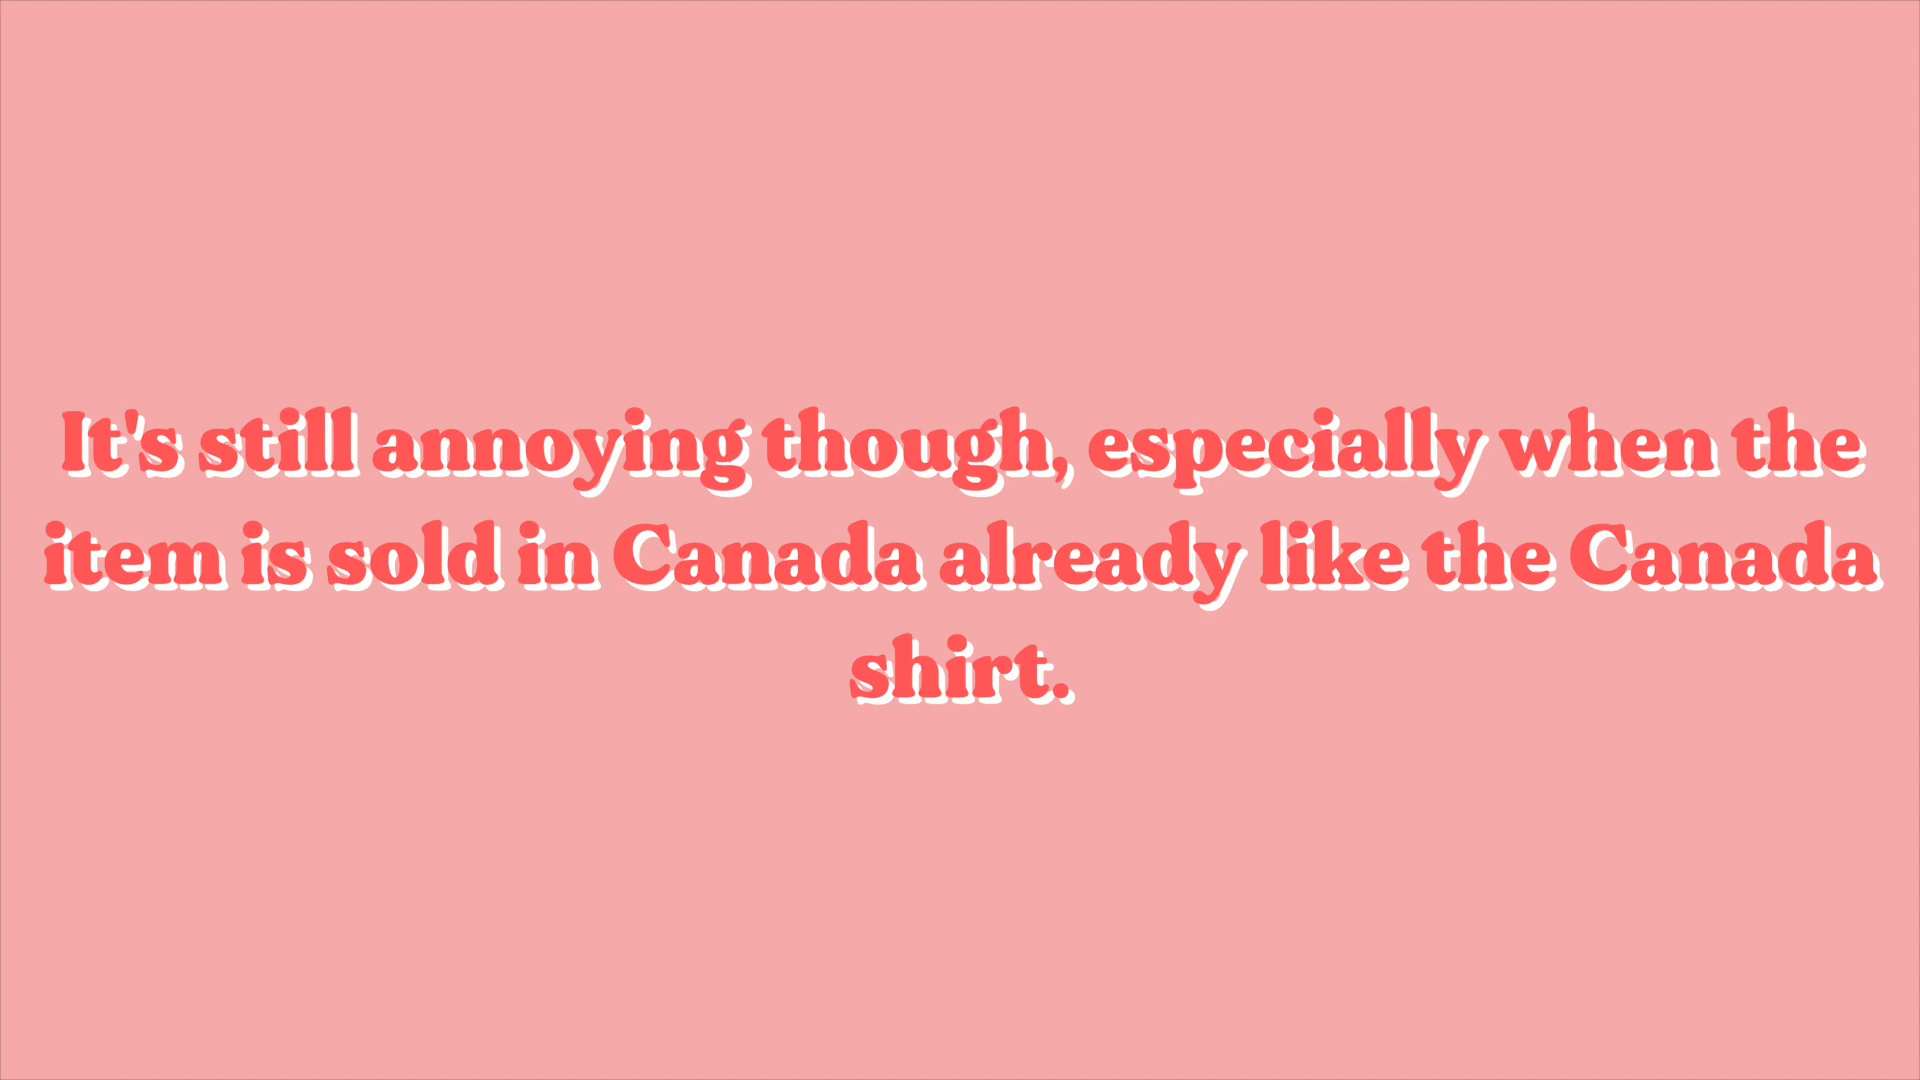 It's still annoying though, especially when the
item is sold in Canada already like the Canada
shirt.